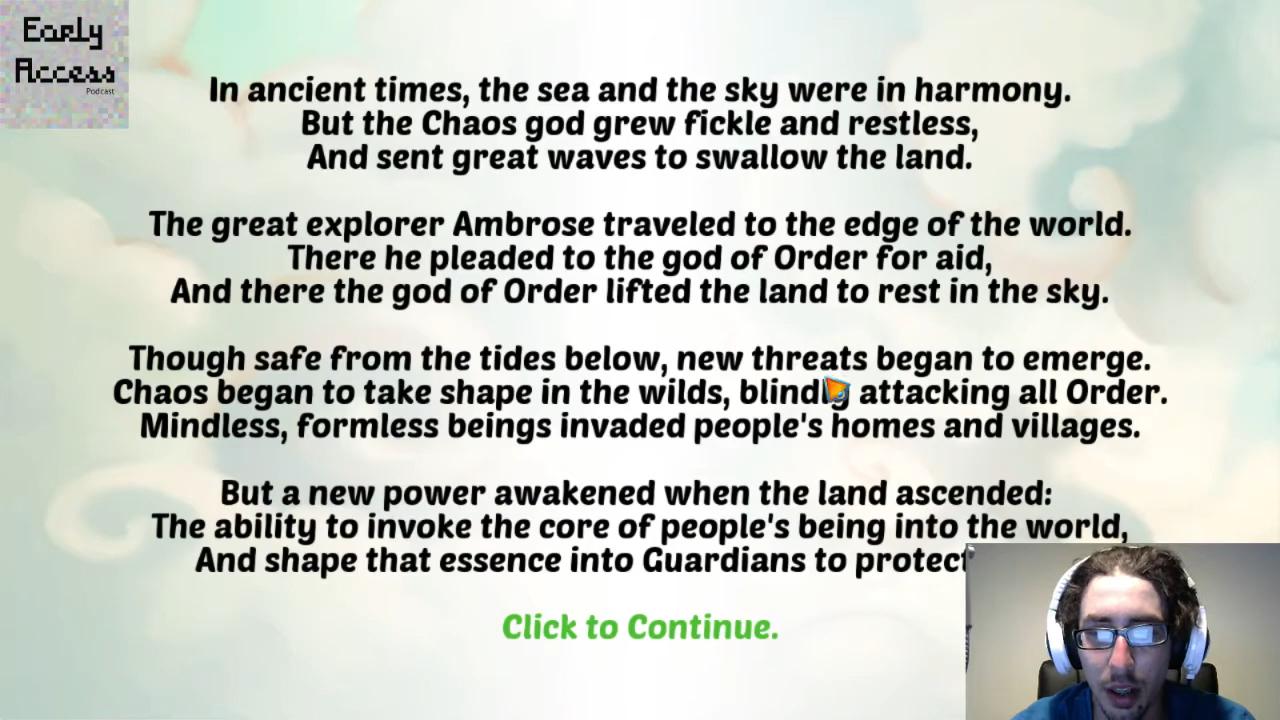 Early
Access
Podcast
In ancient times, the sea and the sky were in harmony.
But the Chaos god grew fickle and restless,
And sent great waves to swallow the land.
The great explorer Ambrose traveled to the edge of the world.
There he pleaded to the god of Order for aid,
And there the god of Order lifted the land to rest in the sky.
Though safe from the tides below, new threats began to emerge.
Chaos began to take shape in the wilds, blindly attacking all Order.
Mindless, formless beings invaded people's homes and villages.
But a new power awakened when the land ascended:
The ability to invoke the core of people's being into the world,
And shape that essence into Guardians to protect
Click to Continue.